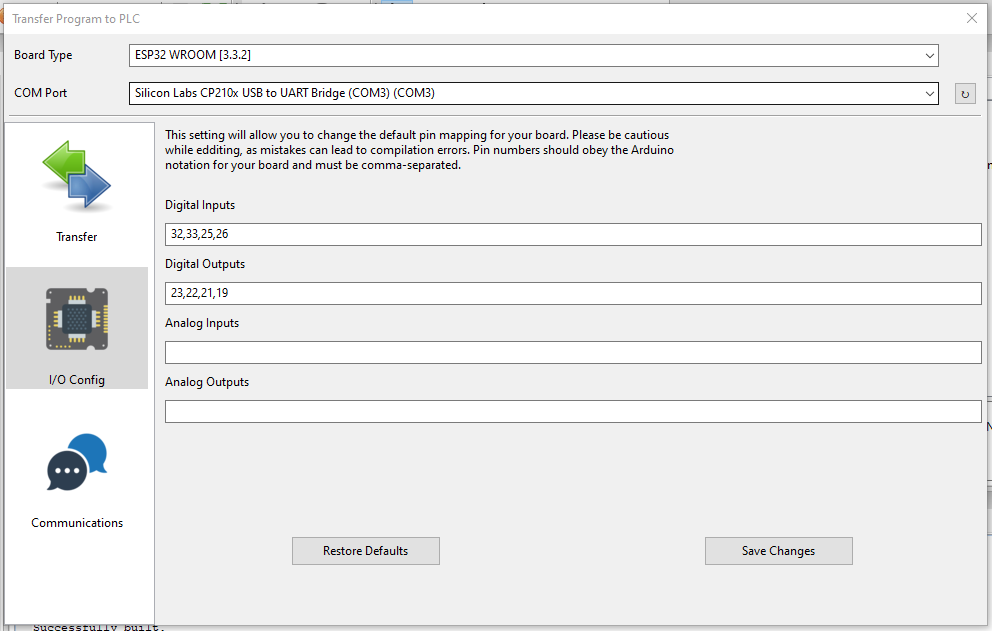 Transfer Program to PLC
Board Type
ESP32 WROOM [3.3.2]
COM Port
Silicon Labs CP210x USB to UART Bridge (COM3) (COM3)
This setting will allow you to change the default pin mapping for your board. Please be cautious
while edditing, as mistakes can lead to compilation errors. Pin numbers should obey the Arduino
notation for your board and must be comma-separated.
Digital Inputs
32,33,25,26
Digital Outputs
23,22,21,19
Analog Inputs
Analog Outputs
Transfer
I/O Config
Communications
Restore Defaults
Save Changes
Successfully built.